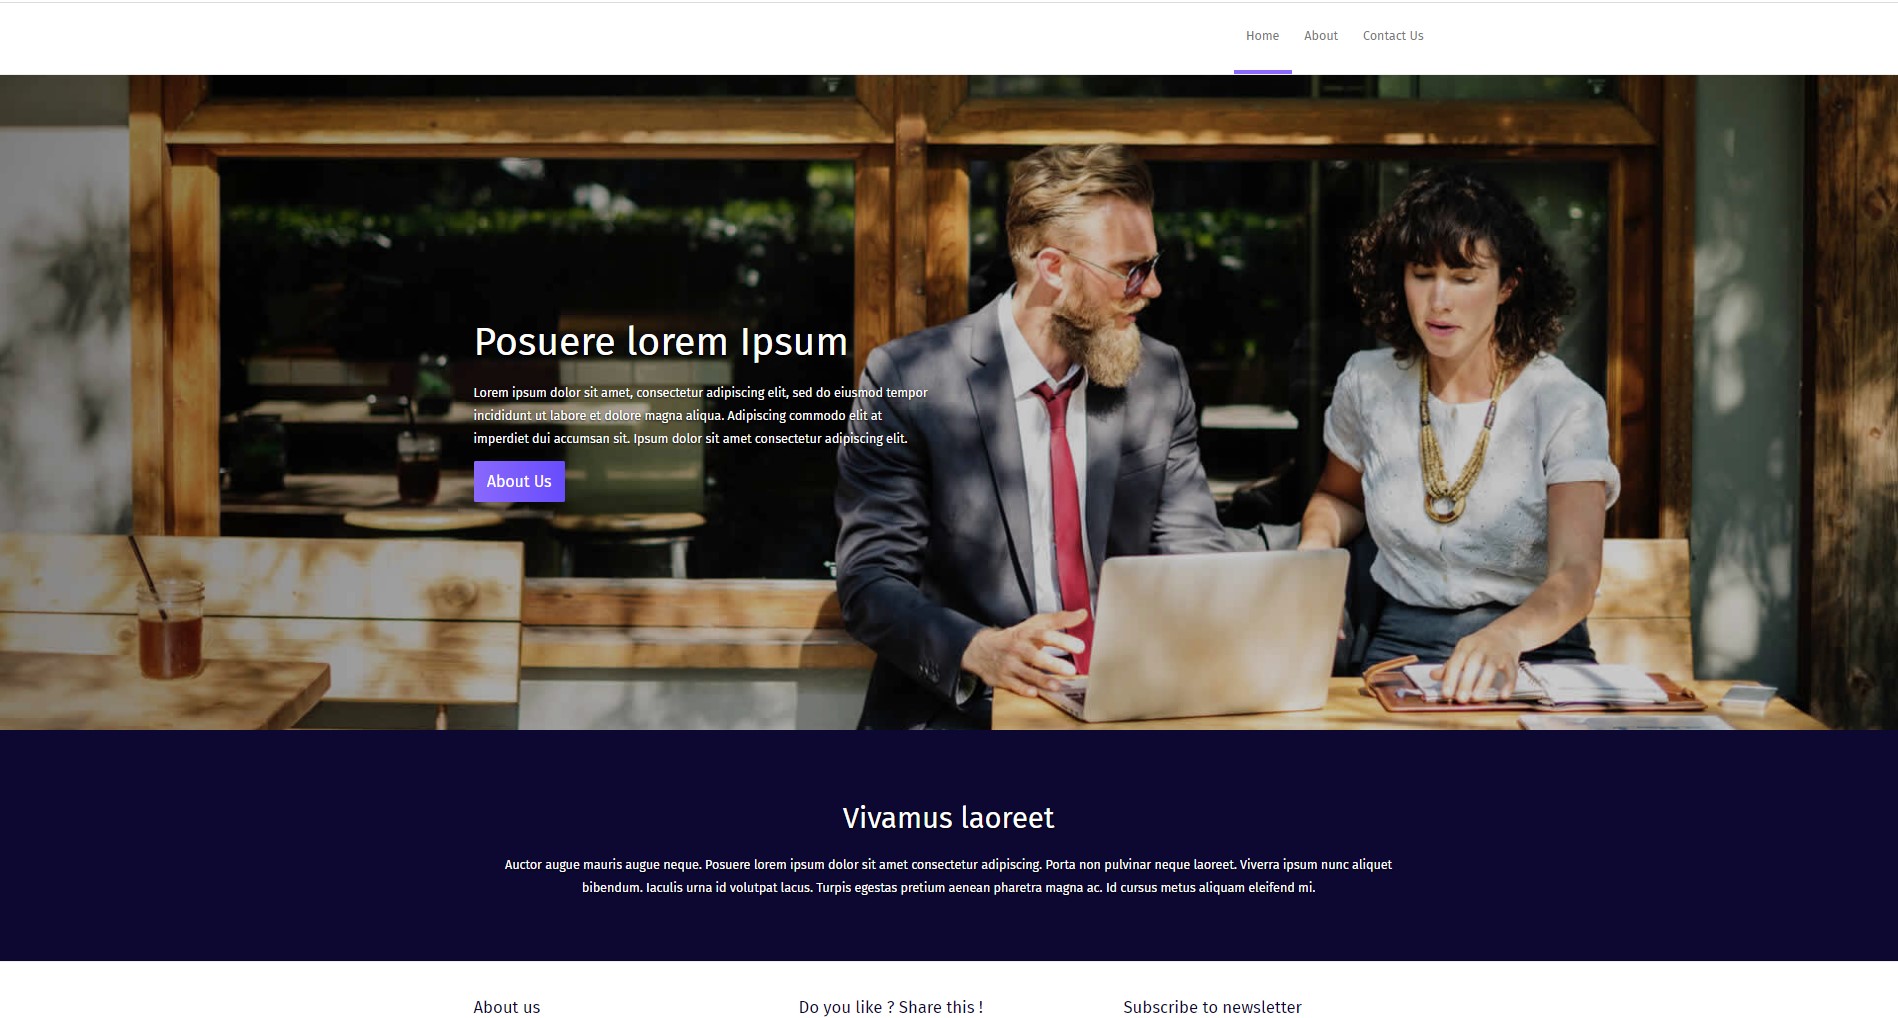 Home About Contact Us
Posuere lorem Ipsum
Lorem ipsum dolor sit amet, consectetur adipiscing elit, sed do eiusmod tempor
incididunt ut labore et dolore magna aliqua. Adipiscing commodo elit at
imperdiet dui accumsan sit. Ipsum dolor sit amet consectetur adipiscing elit.
About Us
Vivamus laoreet
Auctor augue mauris augue neque. Posuere lorem ipsum dolor sit amet consectetur adipiscing. Porta non pulvinar neque laoreet. Viverra ipsum nunc aliquet
bibendum. Iaculis urna id volutpat lacus. Turpis egestas pretium aenean pharetra magna ac. Id cursus metus aliquam eleifend mi.
About us
Do you like ? Share this !
Subscribe to newsletter